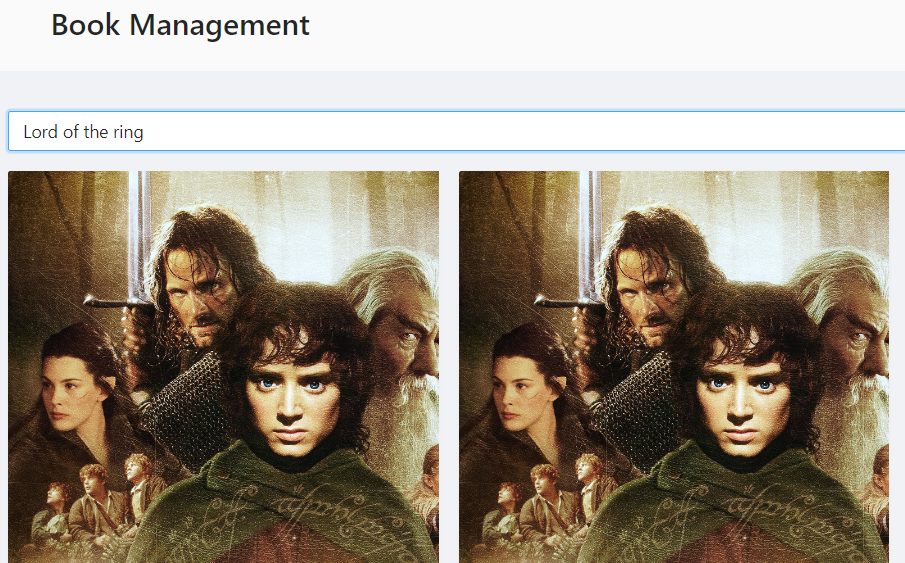 Book Management
Lord of the ring